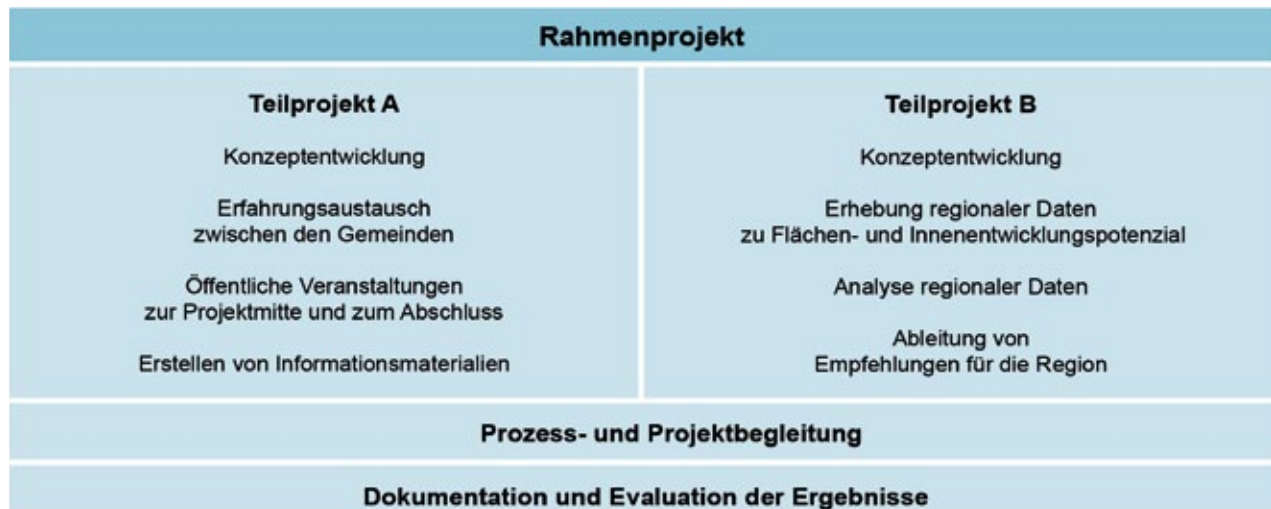 Rahmenprojekt
Teilprojekt A
Konzeptentwicklung
Erfahrungsaustausch
zwischen den Gemeinden
Öffentliche Veranstaltungen
zur Projektmitte und zum Abschluss
Erstellen von Informationsmaterialien
Teilprojekt B
Konzeptentwicklung
Erhebung regionaler Daten
zu Flächen- und Innenentwicklungspotenzial
Analyse regionaler Daten
Ableitung von
Empfehlungen für die Region
Prozess- und Projektbegleitung
Dokumentation und Evaluation der Ergebnisse